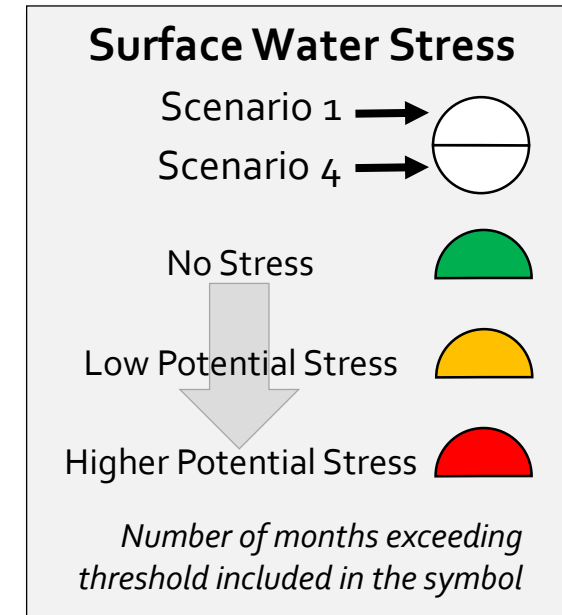 Surface Water Stress
Scenario 1
Scenario 4
No Stress
Low Potential Stress
Higher Potential Stress
Number of months exceeding
threshold included in the symbol